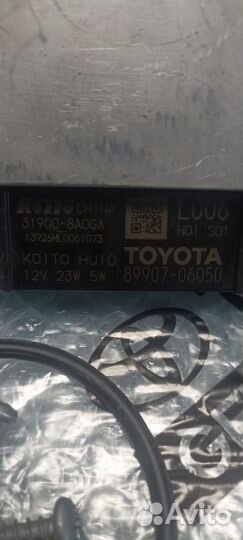 KOITO CHINA
31900-8A0GA
13926ML0061073
KOITO HU10
12V 23W 5W
L006
H01 S01
TOYOTA
89907-06050
Avito